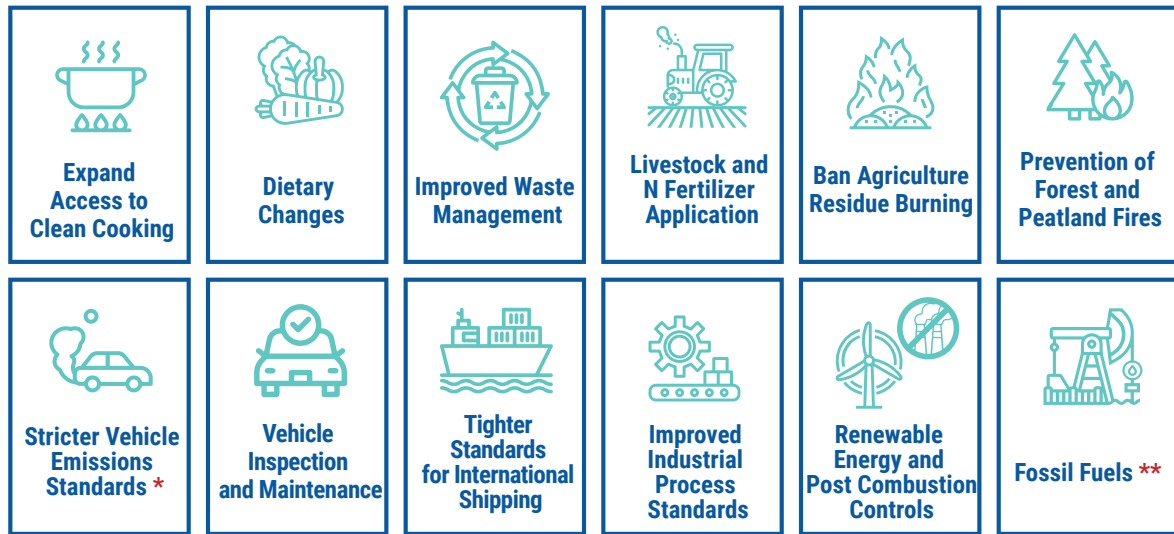 Expand
Access to
Clean Cooking
Dietary
Changes
Improved Waste
Management
Livestock and
N Fertilizer
Application
Ban Agriculture
Residue Burning
Prevention of
Forest and
Peatland Fires
Stricter Vehicle
Emissions
Standards *
Vehicle
Inspection
and Maintenance
Tighter
Standards
for International
Shipping
Improved
Industrial
Process
Standards
Renewable
Energy and
Post Combustion
Controls
Fossil Fuels **